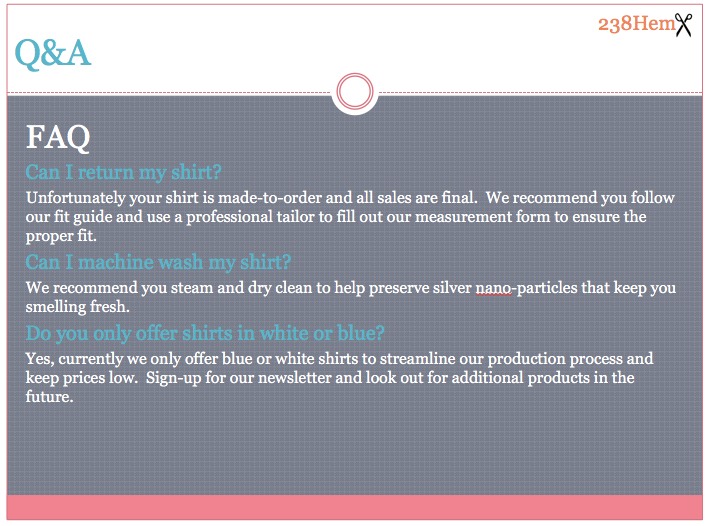 238Hem
Q&A
FAQ
Can I return my shirt?
Unfortunately your shirt is made-to-order and all sales are final.  We recommend you follow
our fit guide and use a professional tailor to fill out our measurement form to ensure the
proper fit.
Can I machine wash my shirt?
We recommend you steam and dry clean to help preserve silver nano-particles that keep you
smelling fresh.
Do you only offer shirts in white or blue?
Yes, currently we only offer blue or white shirts to streamline our production process and
keep prices low.  Sign-up for our newsletter and look out for additional products in the
future.